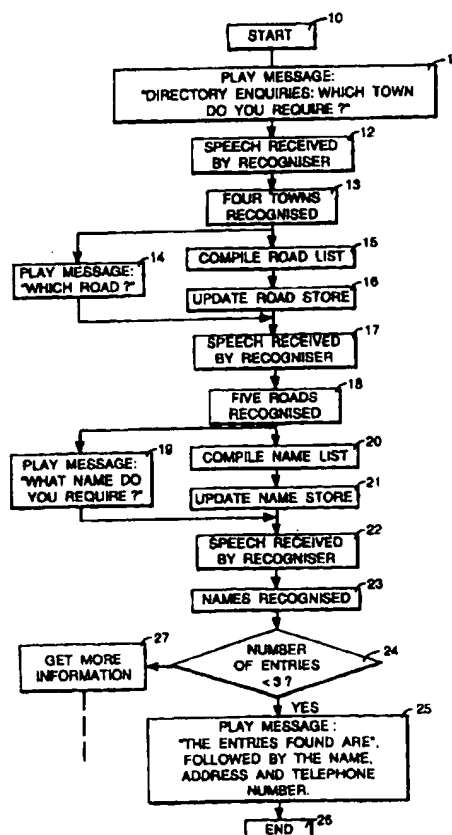 10
START
1
PLAY MESSAGE:
"DIRECTORY ENQUIRIES: WHICH TOWN
DO YOU REQUIRE ?"
12
SPEECH RECEIVED
BY RECOGNISER
13
FOUR TOWNS
RECOGNISED
14
PLAY MESSAGE:
"WHICH ROAD ?"
15
COMPILE ROAD LIST
16
UPDATE ROAD STORE
17
SPEECH RECEIVED
BY RECOGNISER
18
FIVE ROADS
RECOGNISED
19
PLAY MESSAGE:
"WHAT NAME DO
YOU REQUIRE ?"
20
COMPILE NAME LIST
21
UPDATE NAME STORE
22
SPEECH RECEIVED
BY RECOGNISER
23
NAMES RECOGNISED
27
GET MORE
INFORMATION
24
NUMBER
OF ENTRIES
< 3 ?
YES
25
PLAY MESSAGE :
"THE ENTRIES FOUND ARE",
FOLLOWED BY THE NAME,
ADDRESS AND TELEPHONE
NUMBER.
26
END